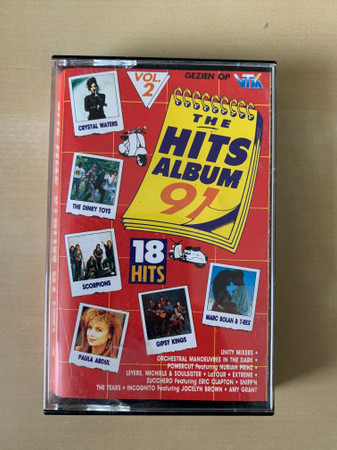 VOL.
2
GEZIEN OP VTM
THE
HITS
ALBUM
91
CRYSTAL WATERS
THE DINKY TOYS
18
HITS
SCORPIONS
MARC BOLAN & T-REX
GIPSY KINGS
PAULA ABDUL
UNITY MIXERS •
ORCHESTRAL MANOEUVRES IN THE DARK •
POWERCUT Featuring NUBIAN PRINZ •
LEYERS, MICHIELS & SOULSISTER • LaTOUR • EXTREME •
ZUCCHERO Featuring ERIC CLAPTON • SNIFF'N
THE TEARS • INCOGNITO Featuring JOCELYN BROWN • AMY GRANT